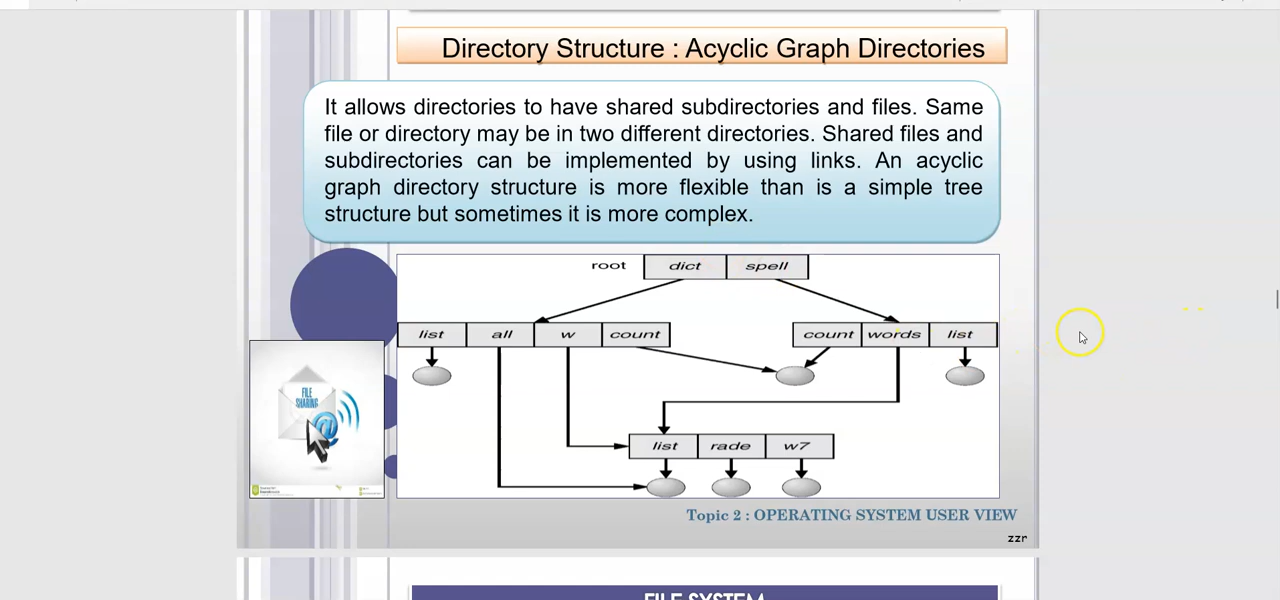 Directory Structure : Acyclic Graph Directories
It allows directories to have shared subdirectories and files. Same
file or directory may be in two different directories. Shared files and
subdirectories can be implemented by using links. An acyclic
graph directory structure is more flexible than is a simple tree
structure but sometimes it is more complex.
root dict spell
list all w count count words list
FILE
SHARING
@
list rade w7
Topic 2 : OPERATING SYSTEM USER VIEW
zzr
FILE SYSTEM